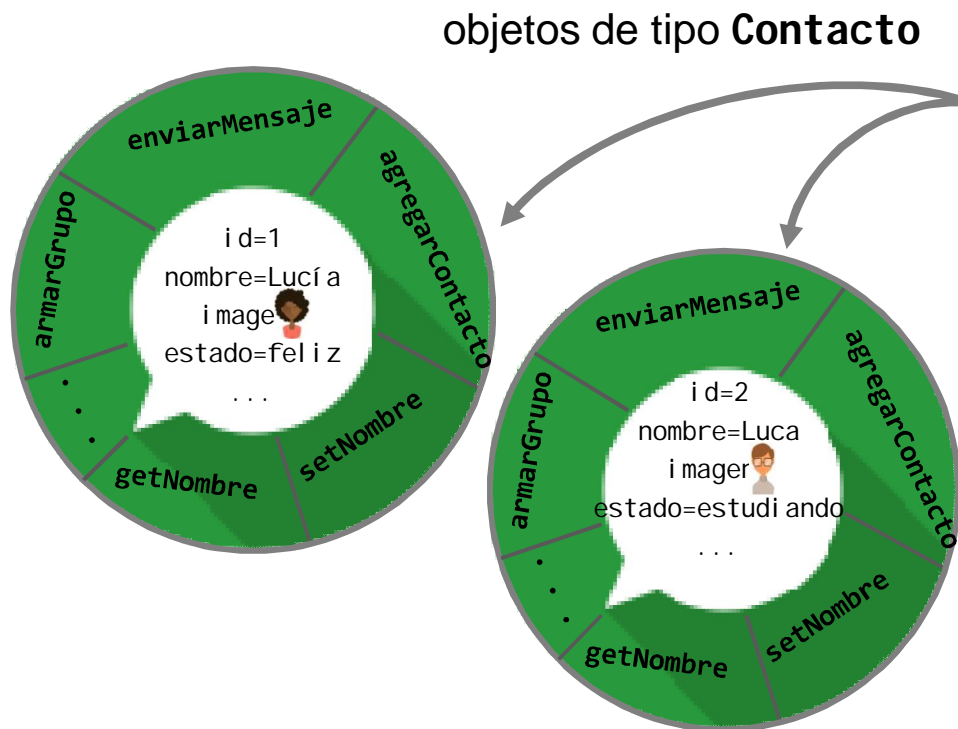 objetos de tipo Contacto
enviarMensaje
agregarContacto
armarGrupo
id=1
nombre=Lucía
image
estado=feliz
...
. . .
getNombre
setNombre
enviarMensaje
agregarContacto
armarGrupo
id=2
nombre=Luca
imager
estado=estudiando
...
. . .
getNombre
setNombre